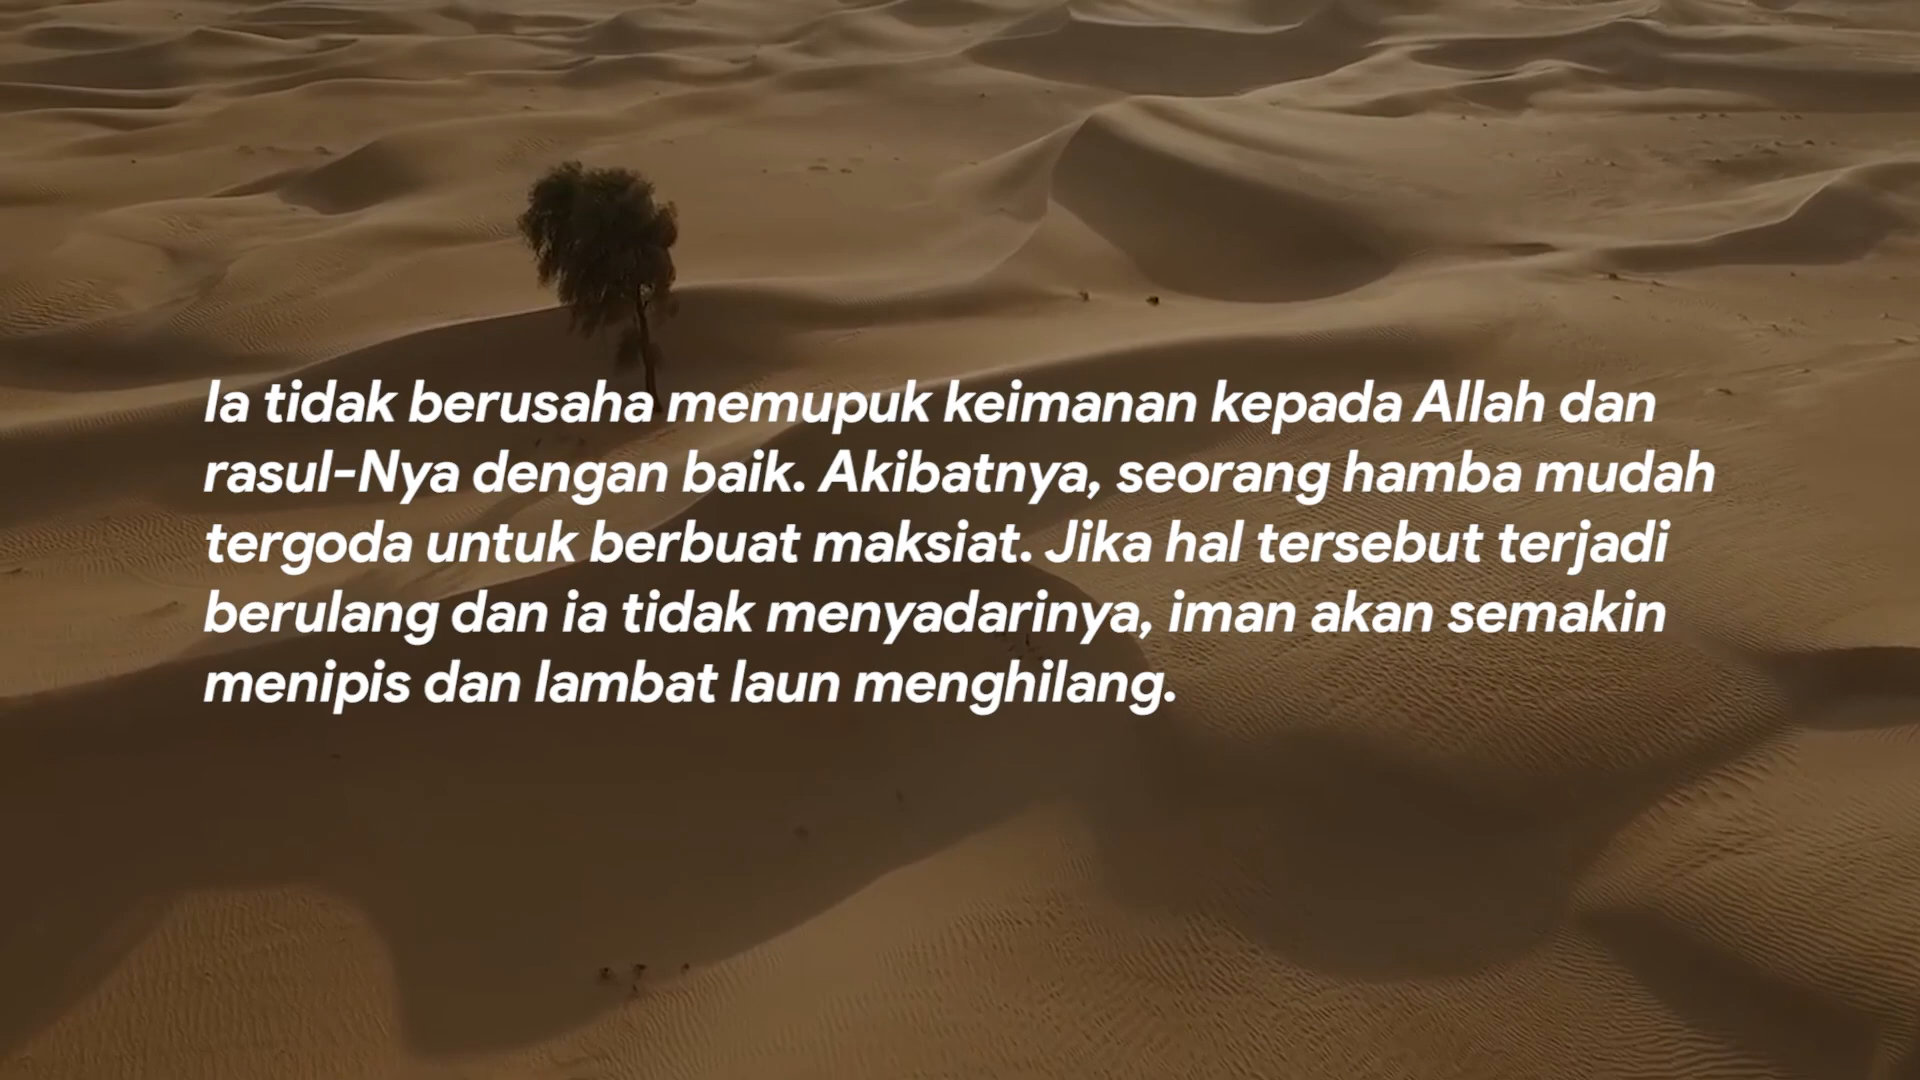 Ia tidak berusaha memupuk keimanan kepada Allah dan
rasul-Nya dengan baik. Akibatnya, seorang hamba mudah
tergoda untuk berbuat maksiat. Jika hal tersebut terjadi
berulang dan ia tidak menyadarinya, iman akan semakin
menipis dan lambat laun menghilang.